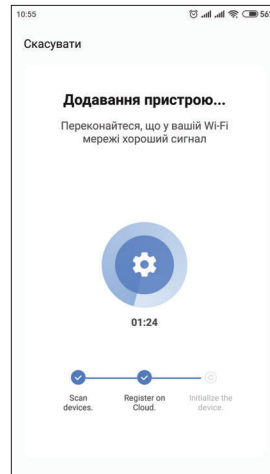 10:55
56
Скасувати
Додавання пристрою...
Переконайтеся, що у вашій Wi-Fi
мережі хороший сигнал
01:24
Scan
devices.
Register on
Cloud.
Initialize the
device.